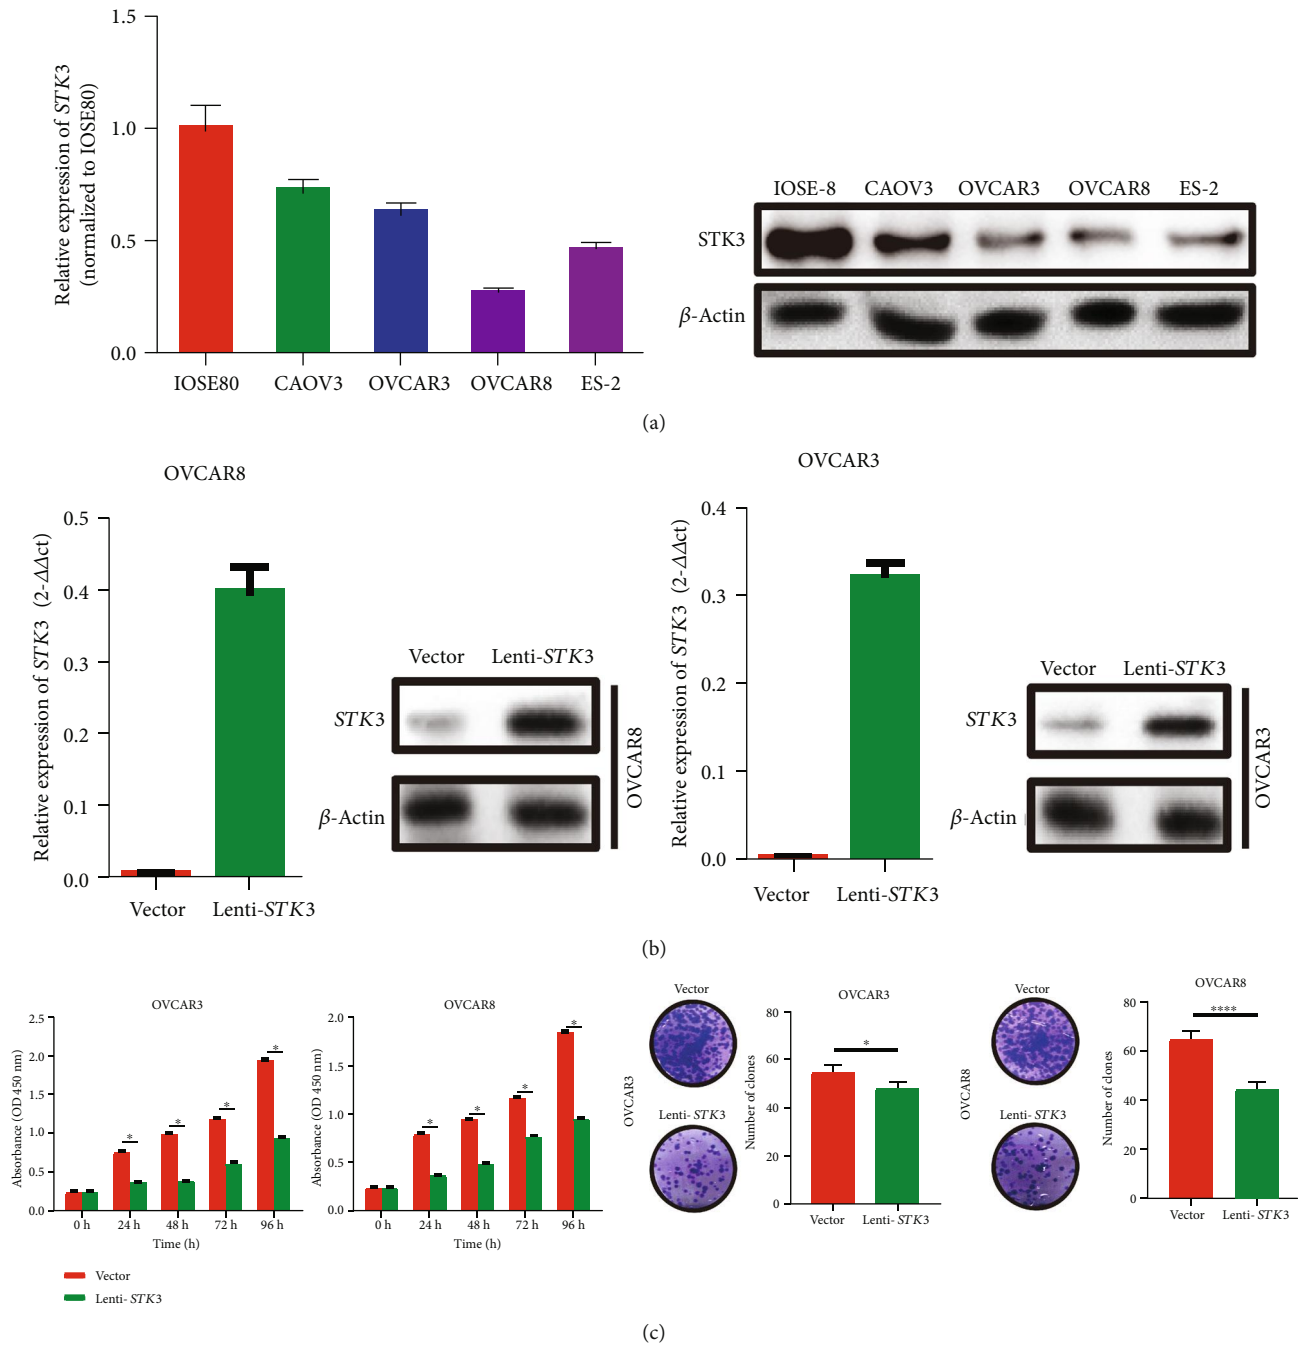 1.5
1.0
0.5
0.0
Relative expression of STK3
(normalized to IOSE80)
IOSE80 CAOV3 OVCAR3 OVCAR8 ES-2
IOSE-8 CAOV3 OVCAR3 OVCAR8 ES-2
STK3
β-Actin
(a)
OVCAR8
0.5
0.4
0.3
0.2
0.1
0.0
Relative expression of STK3 (2-ΔΔct)
Vector Lenti-STK3
Vector Lenti-STK3
STK3
β-Actin
OVCAR8
OVCAR3
0.4
0.3
0.2
0.1
0.0
Relative expression of STK3 (2-ΔΔct)
Vector Lenti-STK3
Vector Lenti-STK3
STK3
β-Actin
OVCAR3
(b)
OVCAR3
2.5
2.0
1.5
1.0
0.5
0.0
Absorbance (OD 450 nm)
* * * *
0 h 24 h 48 h 72 h 96 h
Time (h)
Vector
Lenti-STK3
OVCAR8
2.0
1.5
1.0
0.5
0.0
Absorbance (OD 450 nm)
* * * *
0 h 24 h 48 h 72 h 96 h
Time (h)
Vector
OVCAR3
Lenti-STK3
OVCAR3
80
60
40
20
0
Number of clones
*
Vector Lenti-STK3
Vector
OVCAR8
Lenti-STK3
OVCAR8
80
60
40
20
0
Number of clones
****
Vector Lenti-STK3
(c)